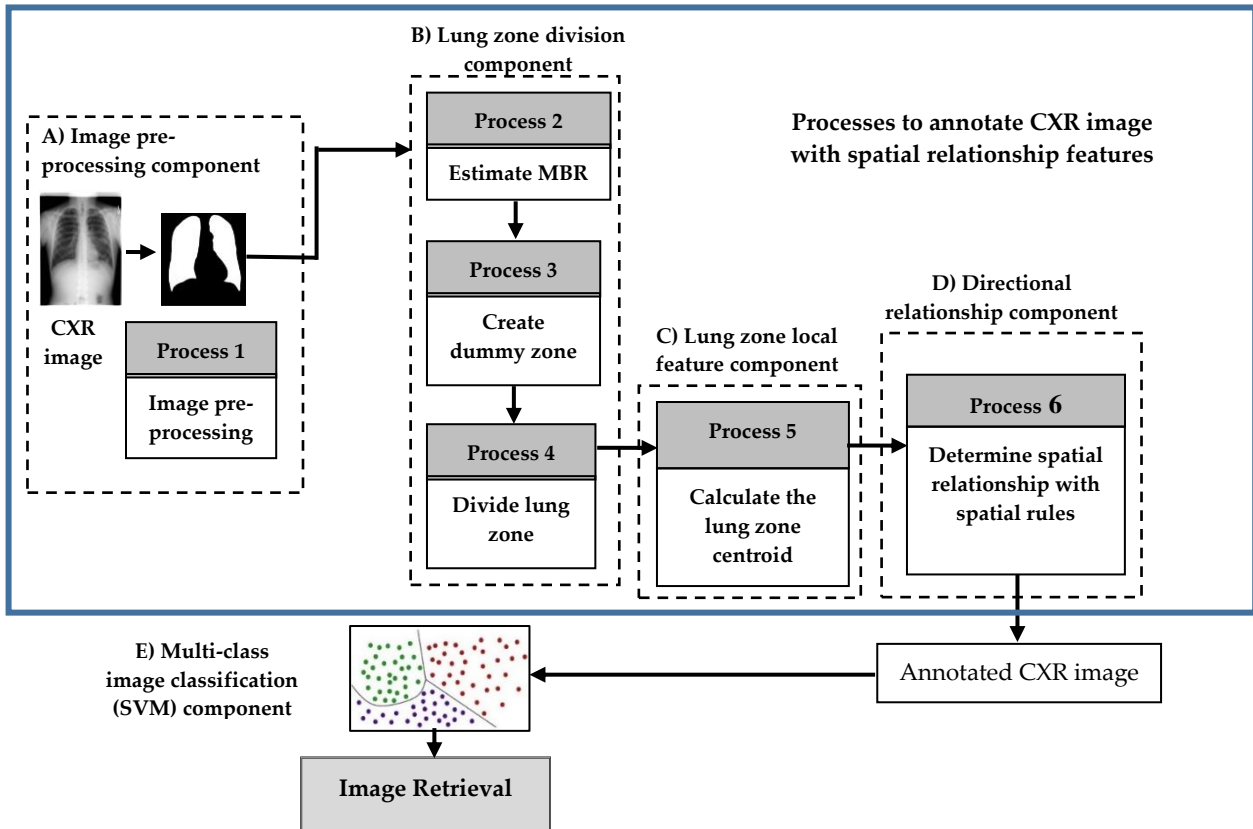 A) Image pre-
processing component
CXR
image
Process 1
Image pre-
processing
B) Lung zone division
component
Process 2
Estimate MBR
Process 3
Create
dummy zone
Process 4
Divide lung
zone
C) Lung zone local
feature component
Process 5
Calculate the
lung zone
centroid
Processes to annotate CXR image
with spatial relationship features
D) Directional
relationship component
Process 6
Determine spatial
relationship with
spatial rules
Annotated CXR image
E) Multi-class
image classification
(SVM) component
Image Retrieval